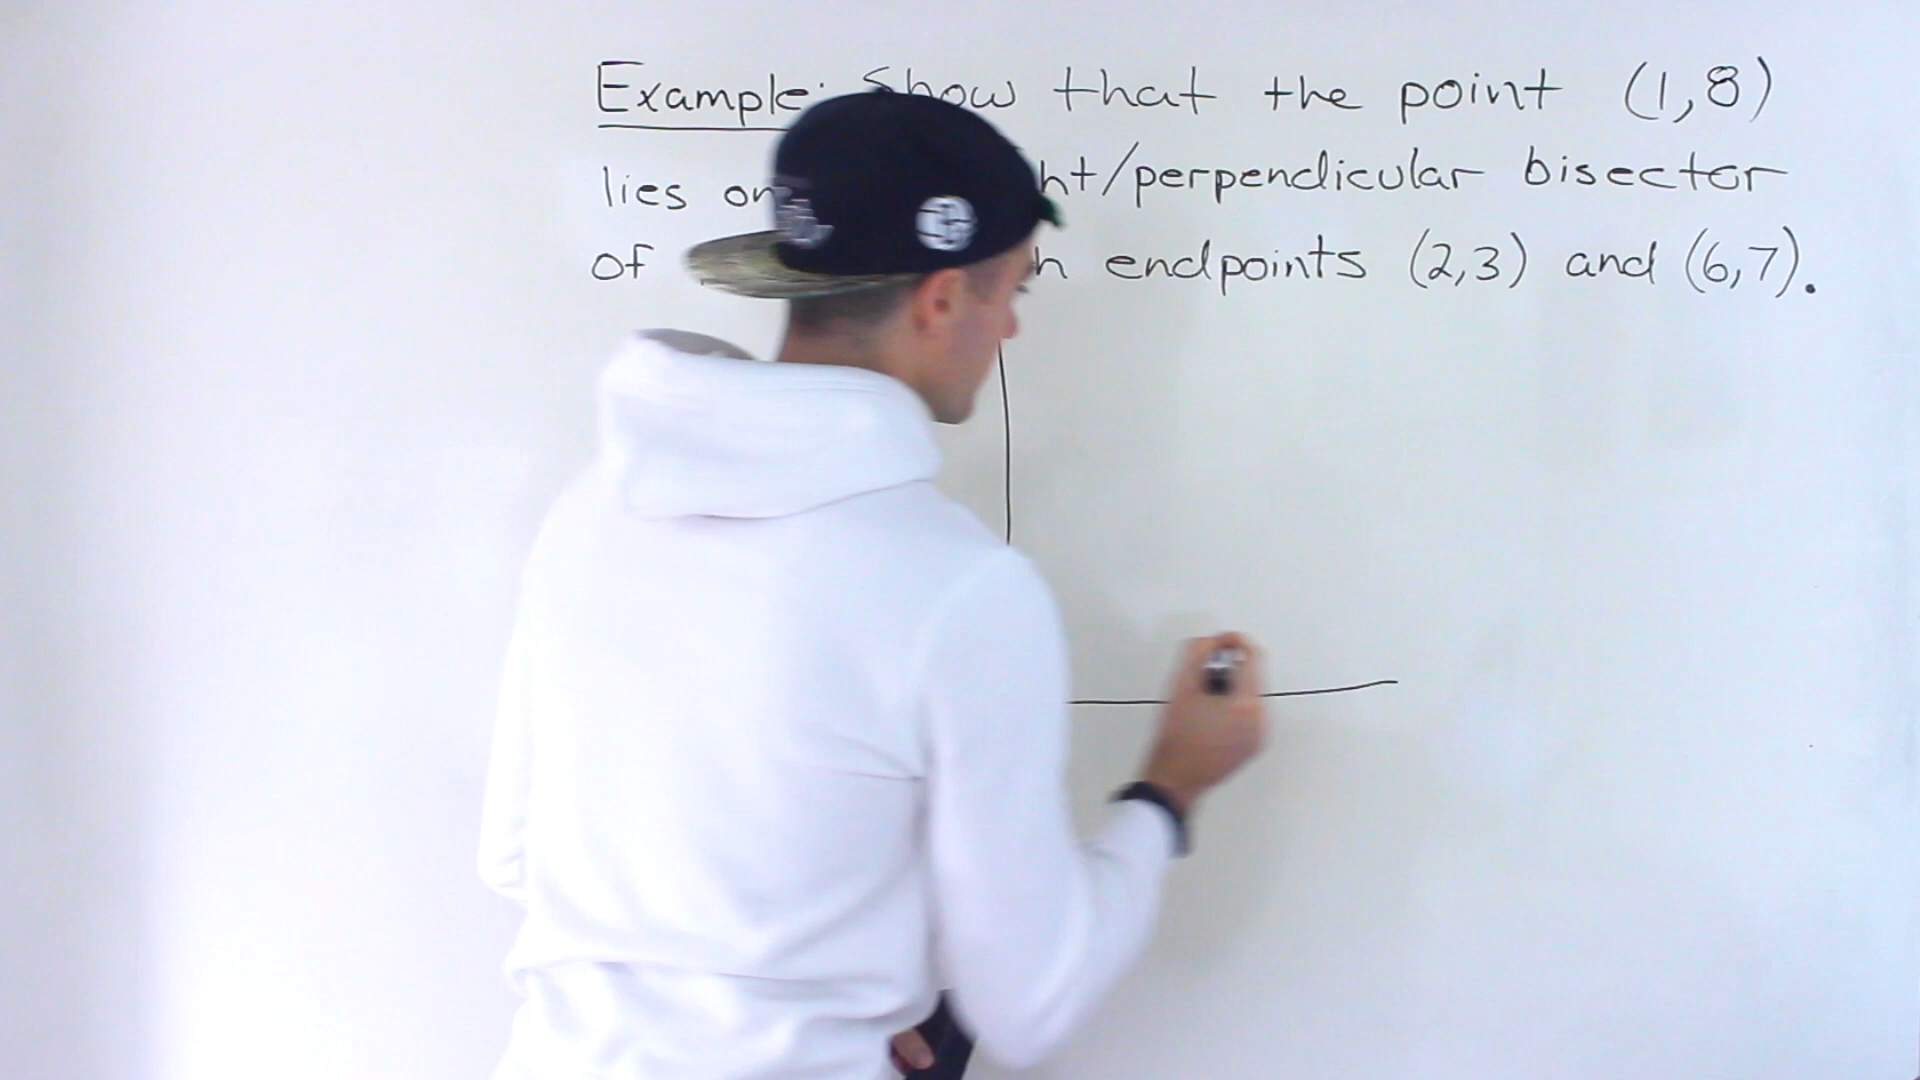 Example: Show that the point (1,8)
lies on ht/perpendicular bisector
of endpoints (2,3) and (6,7).